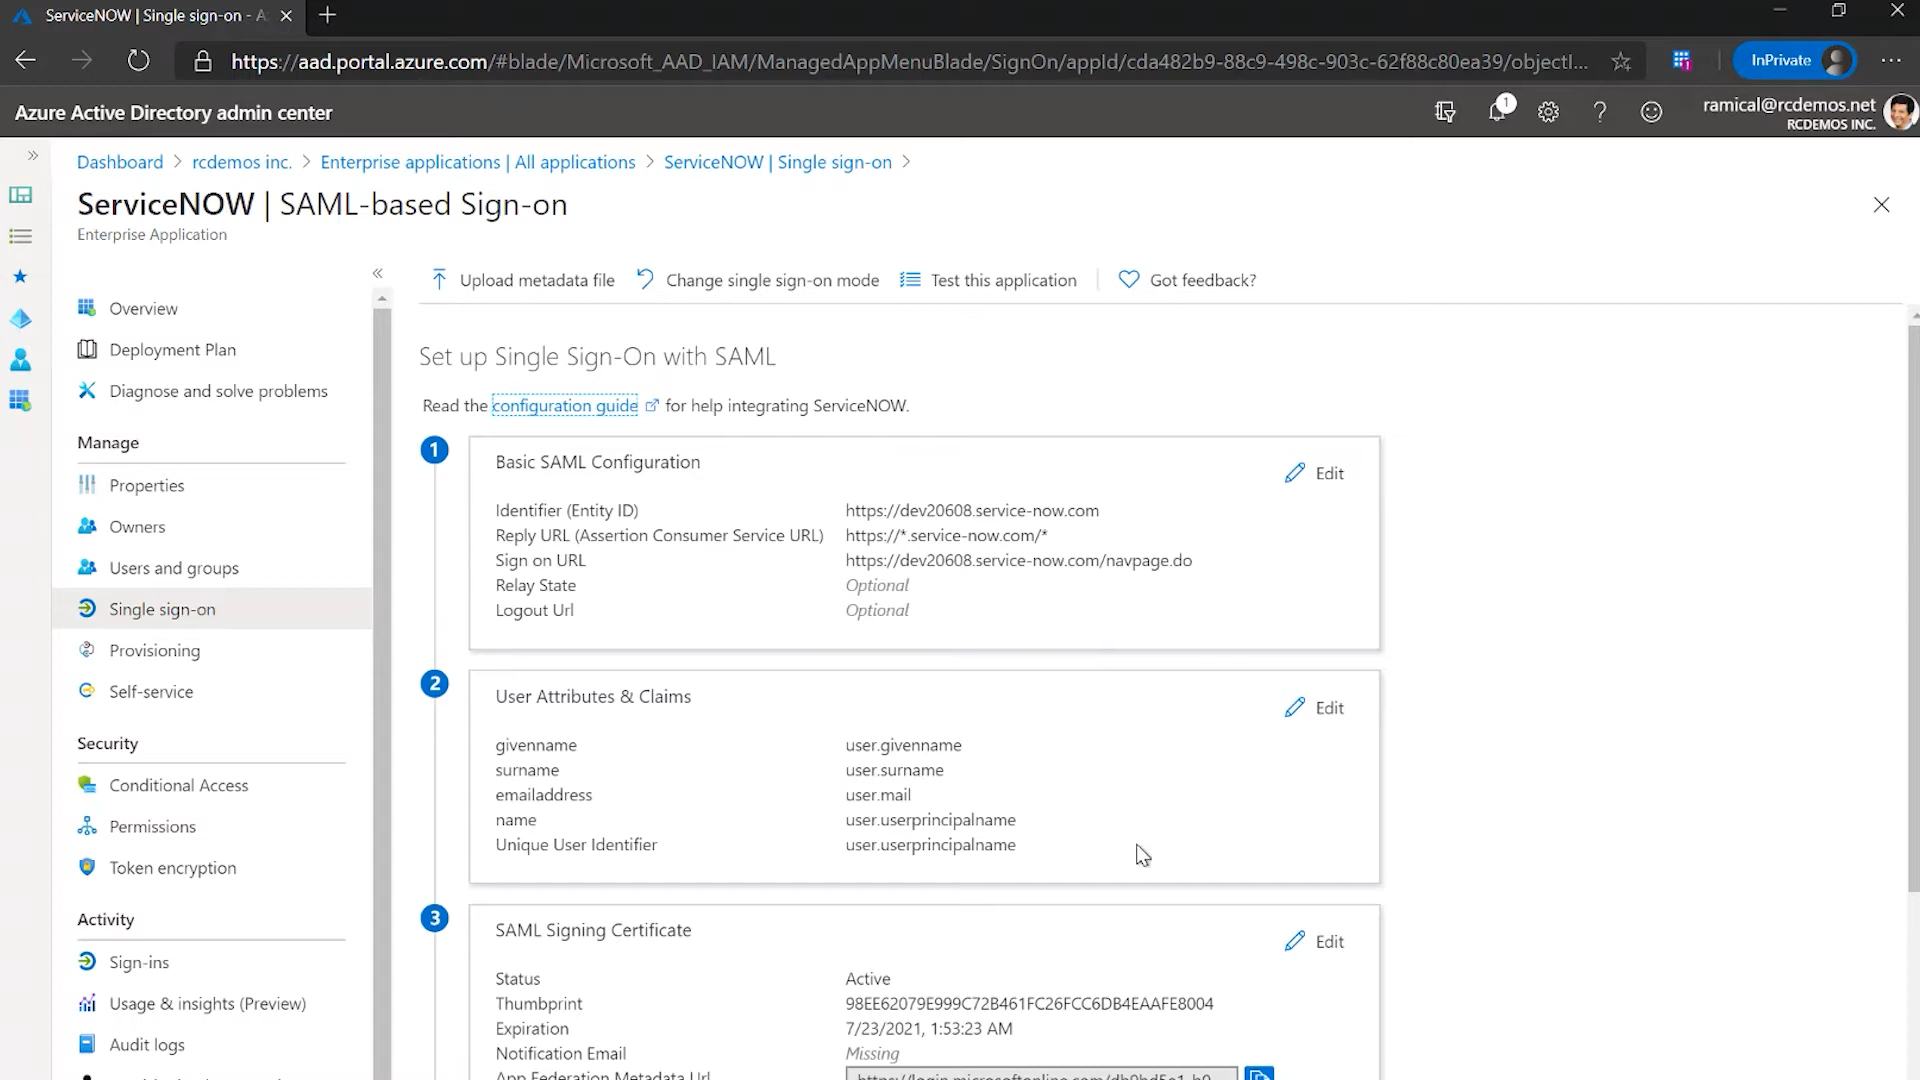 ServiceNOW | Single sign-on - A
https://aad.portal.azure.com/#blade/Microsoft_AAD_IAM/ManagedAppMenuBlade/SignOn/appId/cda482b9-88c9-498c-903c-62f88c80ea39/objectI...
InPrivate
Azure Active Directory admin center
1
ramical@rcdemos.net
RCDEMOS INC.
Dashboard > rcdemos inc. > Enterprise applications | All applications > ServiceNOW | Single sign-on >
ServiceNOW | SAML-based Sign-on
Enterprise Application
Overview
Deployment Plan
Diagnose and solve problems
Manage
Properties
Owners
Users and groups
Single sign-on
Provisioning
Self-service
Security
Conditional Access
Permissions
Token encryption
Activity
Sign-ins
Usage & insights (Preview)
Audit logs
Upload metadata file
Change single sign-on mode
Test this application
Got feedback?
Set up Single Sign-On with SAML
Read the configuration guide for help integrating ServiceNOW.
1
Basic SAML Configuration
Edit
Identifier (Entity ID) https://dev20608.service-now.com
Reply URL (Assertion Consumer Service URL) https://*.service-now.com/*
Sign on URL https://dev20608.service-now.com/navpage.do
Relay State Optional
Logout Url Optional
2
User Attributes & Claims
Edit
givenname user.givenname
surname user.surname
emailaddress user.mail
name user.userprincipalname
Unique User Identifier user.userprincipalname
3
SAML Signing Certificate
Edit
Status Active
Thumbprint 98EE62079E999C72B461FC26FCC6DB4EAAFE8004
Expiration 7/23/2021, 1:53:23 AM
Notification Email Missing
App Federation Metadata Url